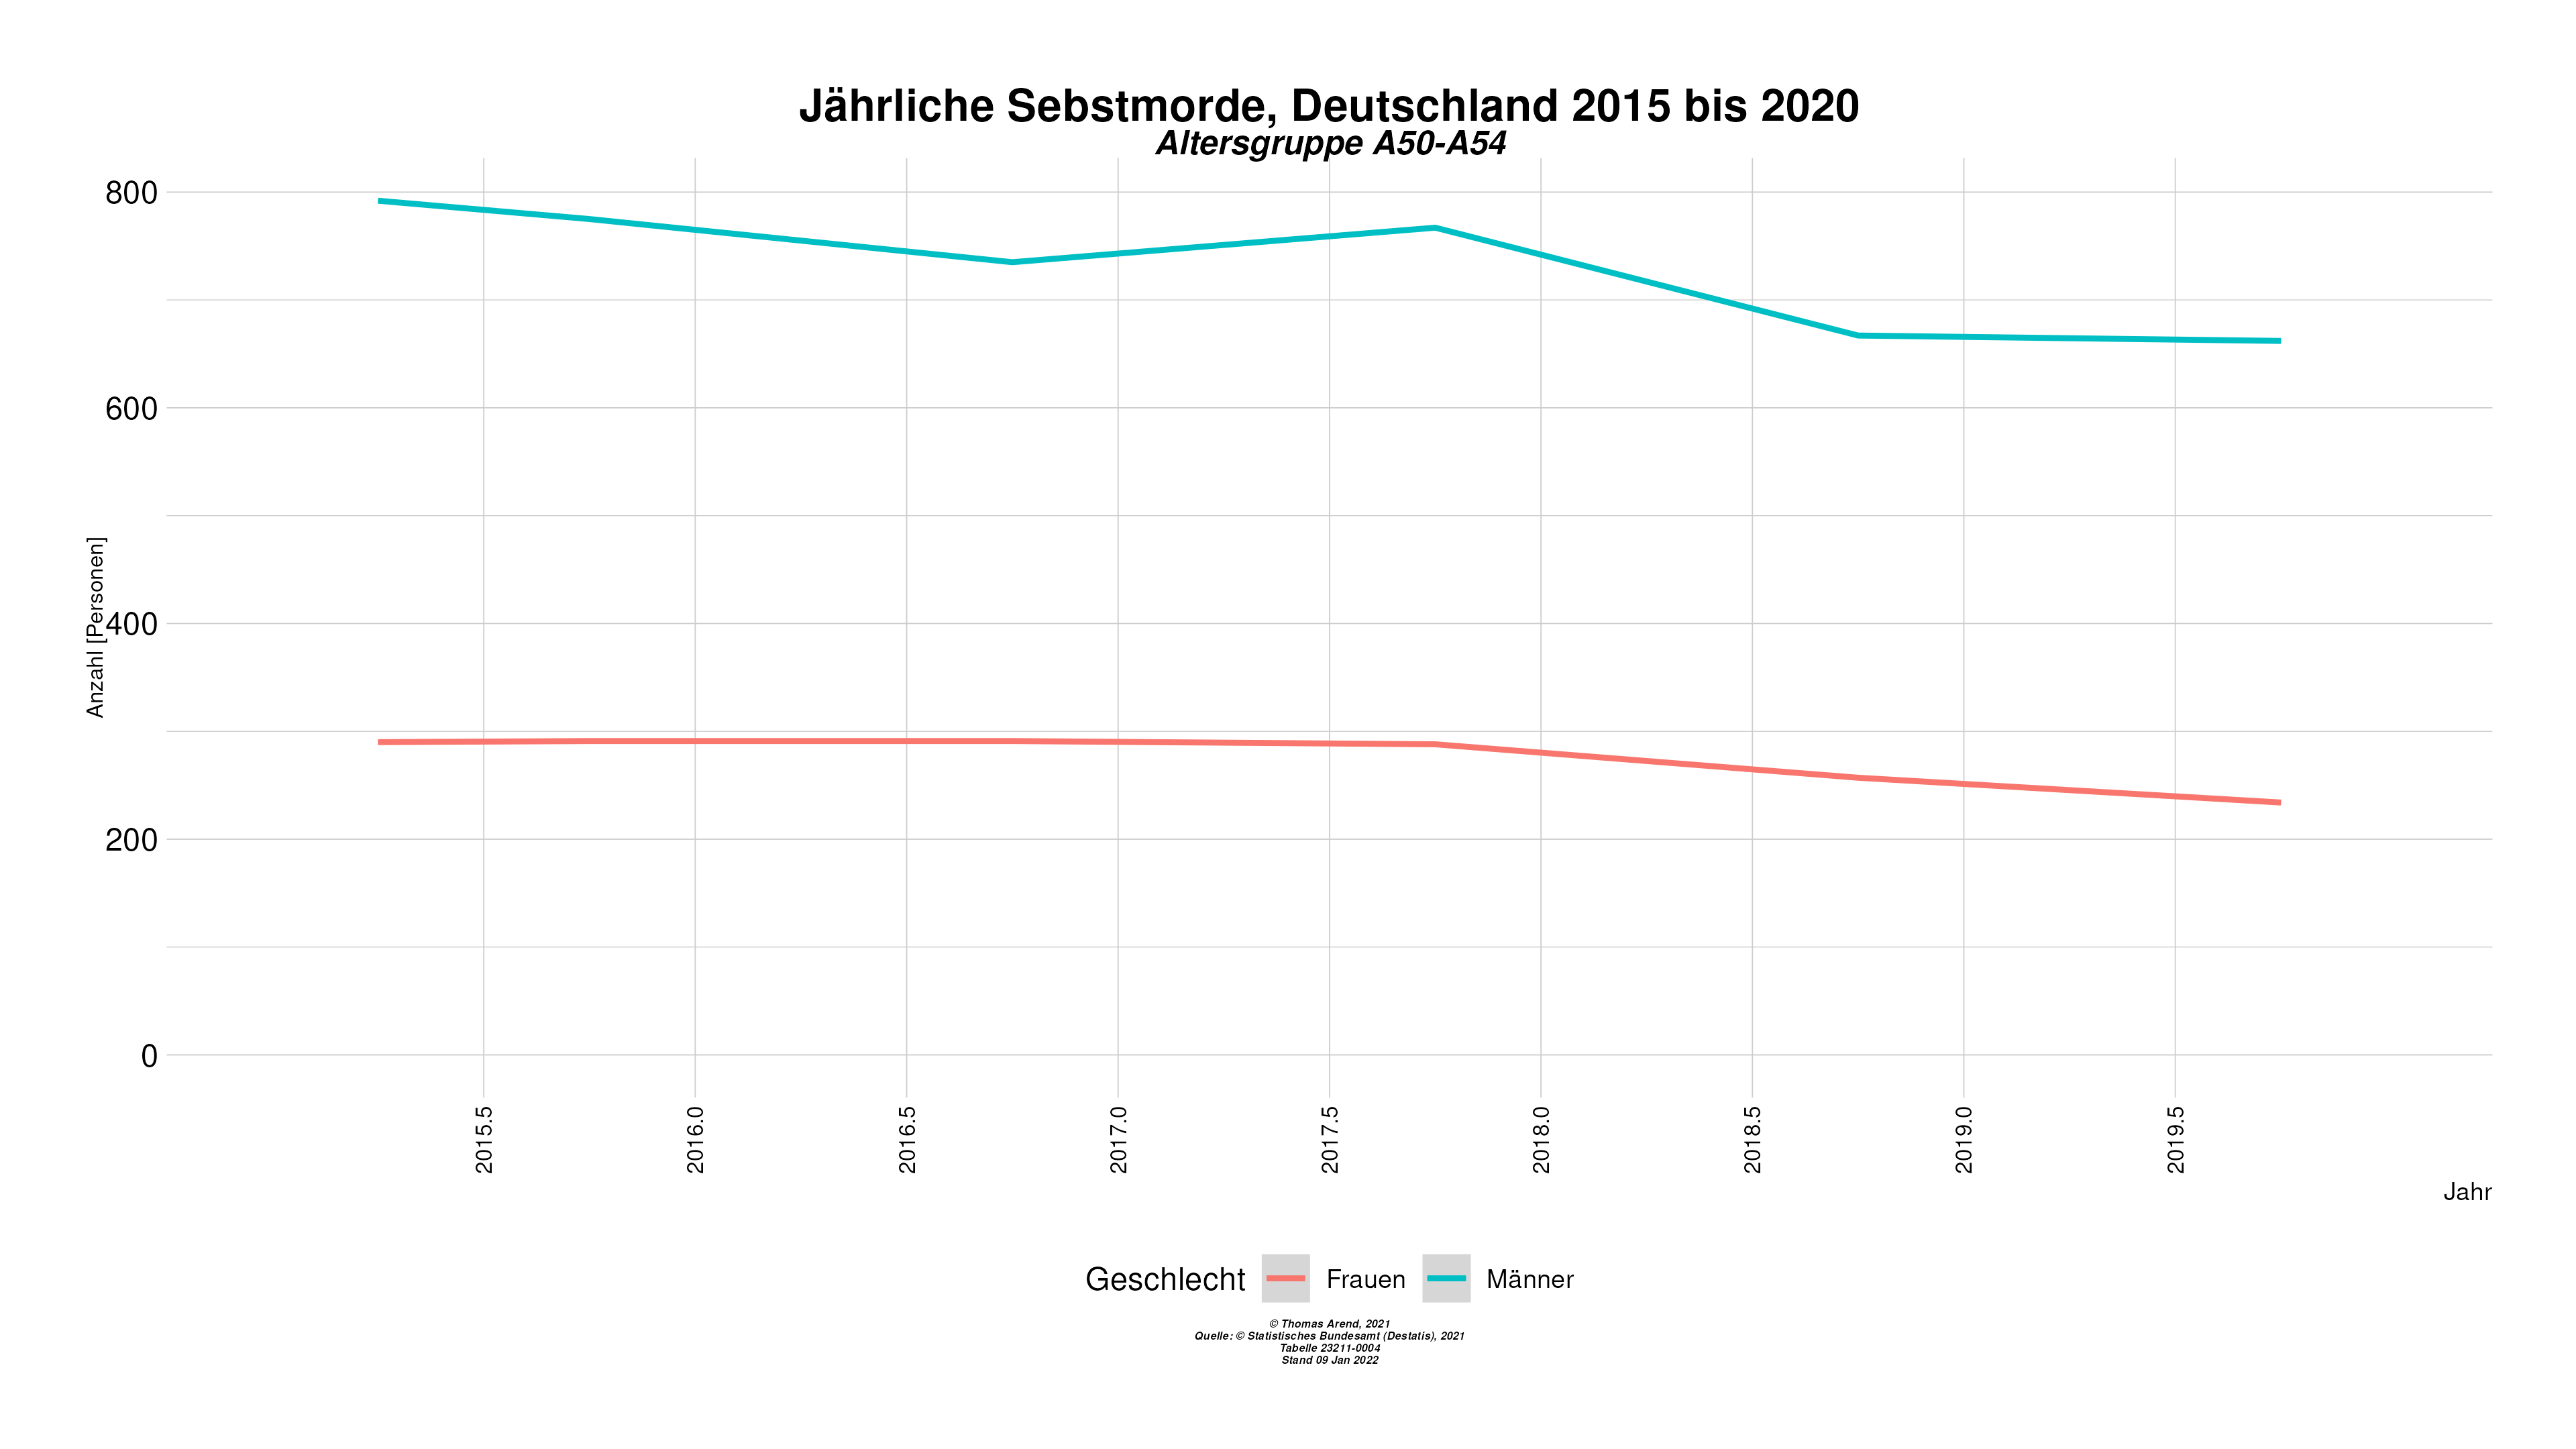 Jährliche Sebstmorde, Deutschland 2015 bis 2020
Altersgruppe A50-A54
Anzahl [Personen]
800
600
400
200
0
2015.5
2016.0
2016.5
2017.0
2017.5
2018.0
2018.5
2019.0
2019.5
Jahr
Geschlecht Frauen Männer
© Thomas Arend, 2021
Quelle: © Statistisches Bundesamt (Destatis), 2021
Tabelle 23211-0004
Stand 09 Jan 2022